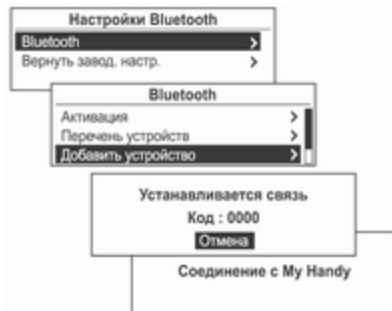 Настройки Bluetooth
Bluetooth
Вернуть завод. настр.
Bluetooth
Активация
Перечень устройств
Добавить устройство
Устанавливается связь
Код : 0000
Отмена
Соединение с My Handy